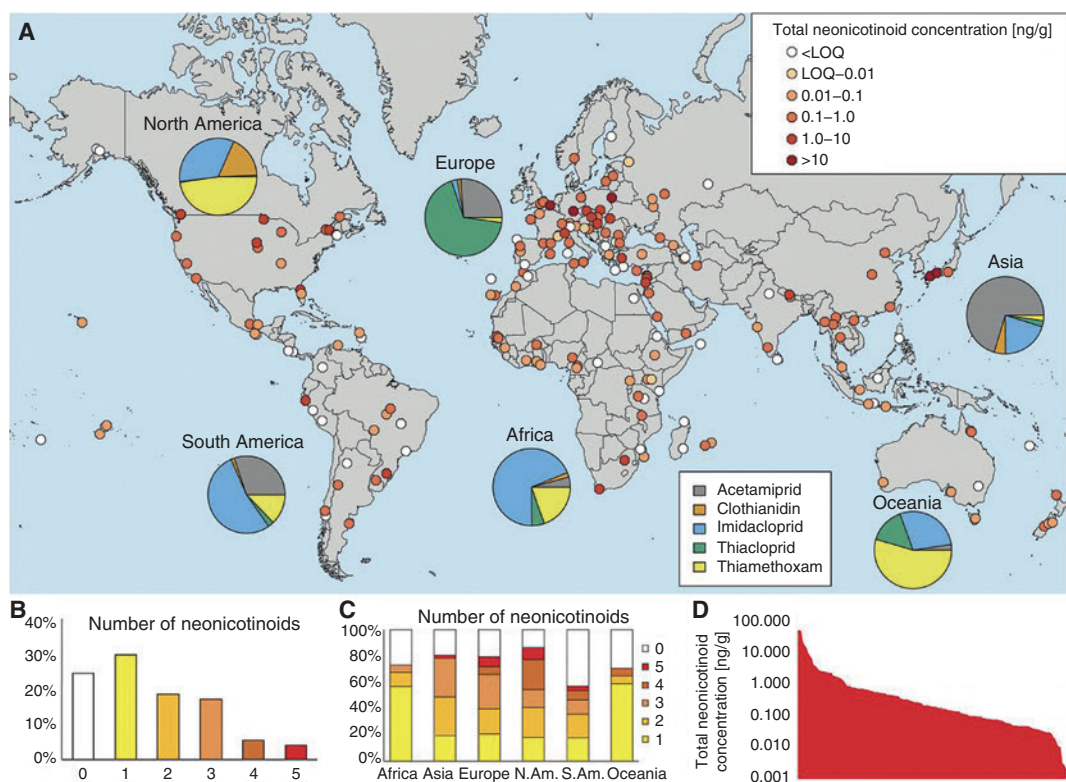 A
Total neonicotinoid concentration [ng/g]
<LOQ
LOQ–0.01
0.01–0.1
0.1–1.0
1.0–10
>10
North America
Europe
Asia
South America
Africa
Oceania
Acetamiprid
Clothianidin
Imidacloprid
Thiacloprid
Thiamethoxam
B
Number of neonicotinoids
40%
30%
20%
10%
0%
0 1 2 3 4 5
C
Number of neonicotinoids
100%
80%
60%
40%
20%
0%
0
5
4
3
2
1
Africa Asia Europe N.Am. S.Am. Oceania
D
Total neonicotinoid
concentration [ng/g]
100.000
10.000
1.000
0.100
0.010
0.001